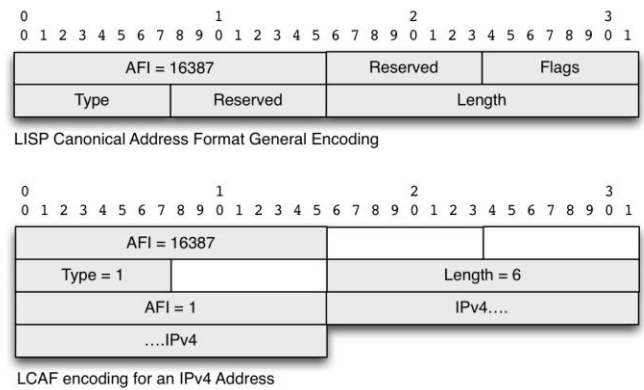 0 1 2 3
0 1 2 3 4 5 6 7 8 9 0 1 2 3 4 5 6 7 8 9 0 1 2 3 4 5 6 7 8 9 0 1
AFI = 16387 Reserved Flags
Type Reserved Length
LISP Canonical Address Format General Encoding
0 1 2 3
0 1 2 3 4 5 6 7 8 9 0 1 2 3 4 5 6 7 8 9 0 1 2 3 4 5 6 7 8 9 0 1
AFI = 16387
Type = 1 Length = 6
AFI = 1 IPv4....
....IPv4
LCAF encoding for an IPv4 Address